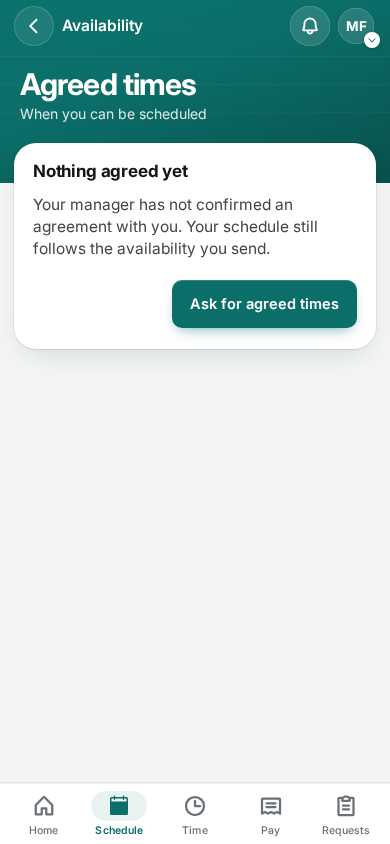 Availability
MF
Agreed times
When you can be scheduled
Nothing agreed yet
Your manager has not confirmed an
agreement with you. Your schedule still
follows the availability you send.
Ask for agreed times
Home
Schedule
Time
Pay
Requests